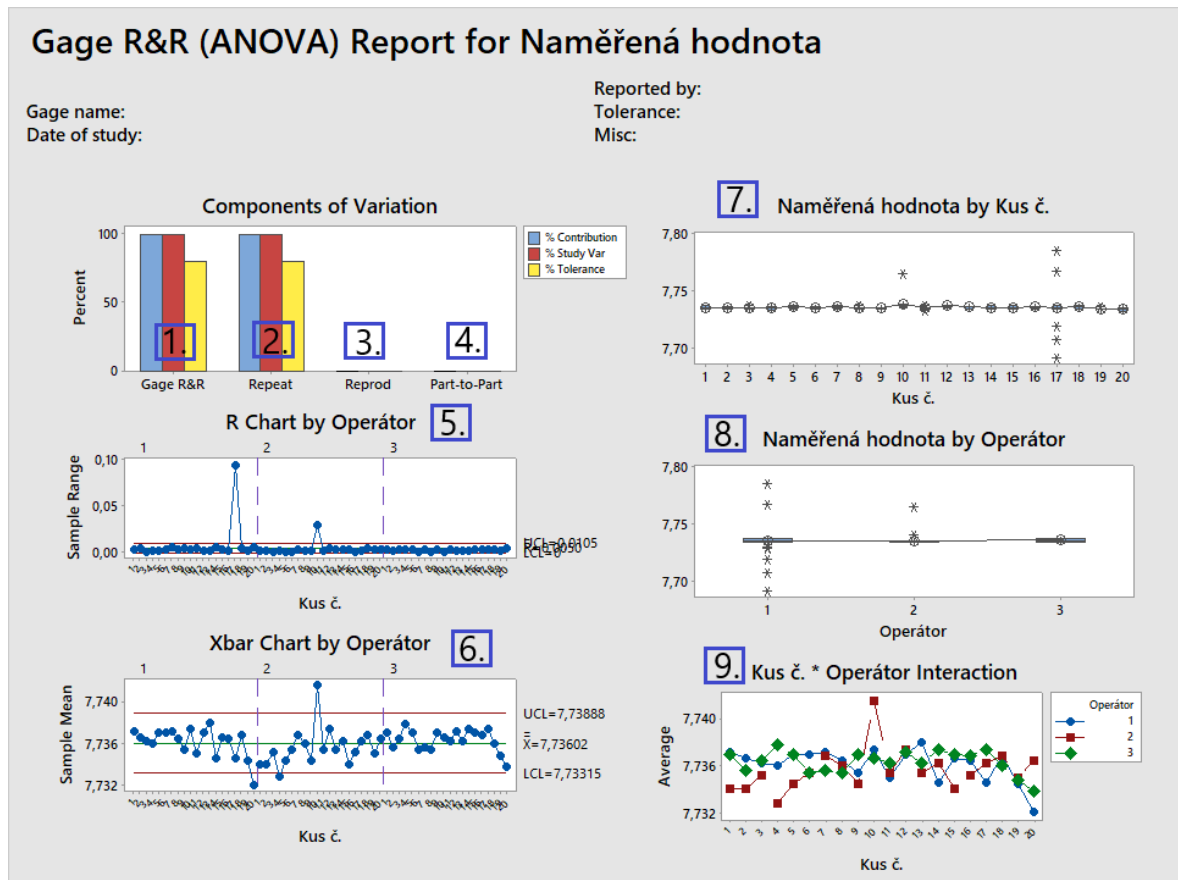 Gage R&R (ANOVA) Report for Naměřená hodnota
Gage name:
Date of study:
Reported by:
Tolerance:
Misc:
Components of Variation
100
50
0
Percent
1.
2.
3.
4.
Gage R&R Repeat Reprod Part-to-Part
% Contribution
% Study Var
% Tolerance
R Chart by Operátor
5.
1 2 3
0,10
0,05
0,00
Sample Range
UCL=0,0105
LCL=0
Kus č.
Xbar Chart by Operátor
6.
1 2 3
7,740
7,736
7,732
Sample Mean
UCL=7,73888
X=7,73602
LCL=7,73315
Kus č.
7.
Naměřená hodnota by Kus č.
7,80
7,75
7,70
1 2 3 4 5 6 7 8 9 10 11 12 13 14 15 16 17 18 19 20
Kus č.
8.
Naměřená hodnota by Operátor
7,80
7,75
7,70
1 2 3
Operátor
9.
Kus č. * Operátor Interaction
7,740
7,736
7,732
Average
1 2 3 4 5 6 7 8 9 10 11 12 13 14 15 16 17 18 19 20
Kus č.
Operátor
1
2
3